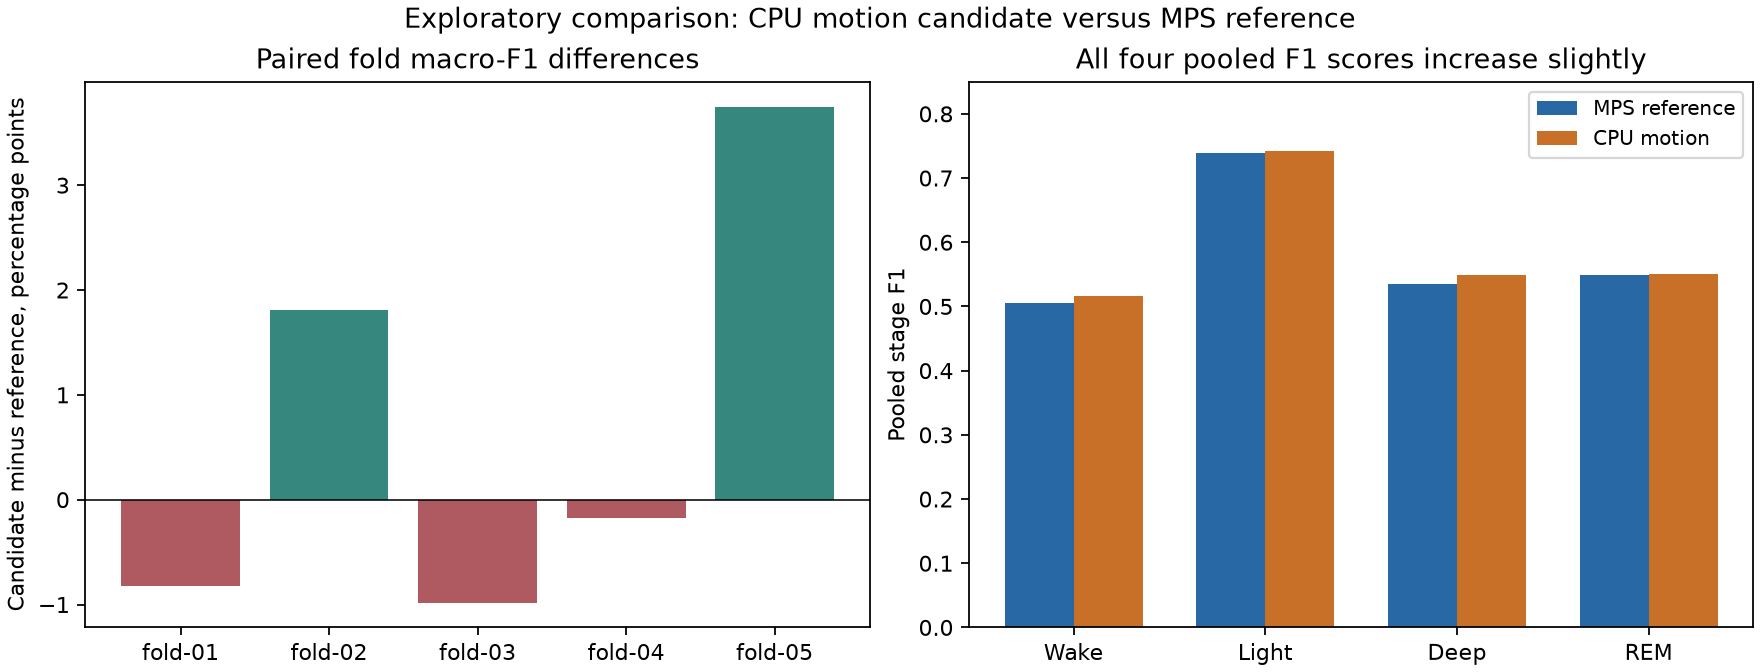 Exploratory comparison: CPU motion candidate versus MPS reference
Paired fold macro-F1 differences
Candidate minus reference, percentage points
3
2
1
0
−1
fold-01 fold-02 fold-03 fold-04 fold-05
All four pooled F1 scores increase slightly
Pooled stage F1
0.8
0.7
0.6
0.5
0.4
0.3
0.2
0.1
0.0
MPS reference
CPU motion
Wake Light Deep REM